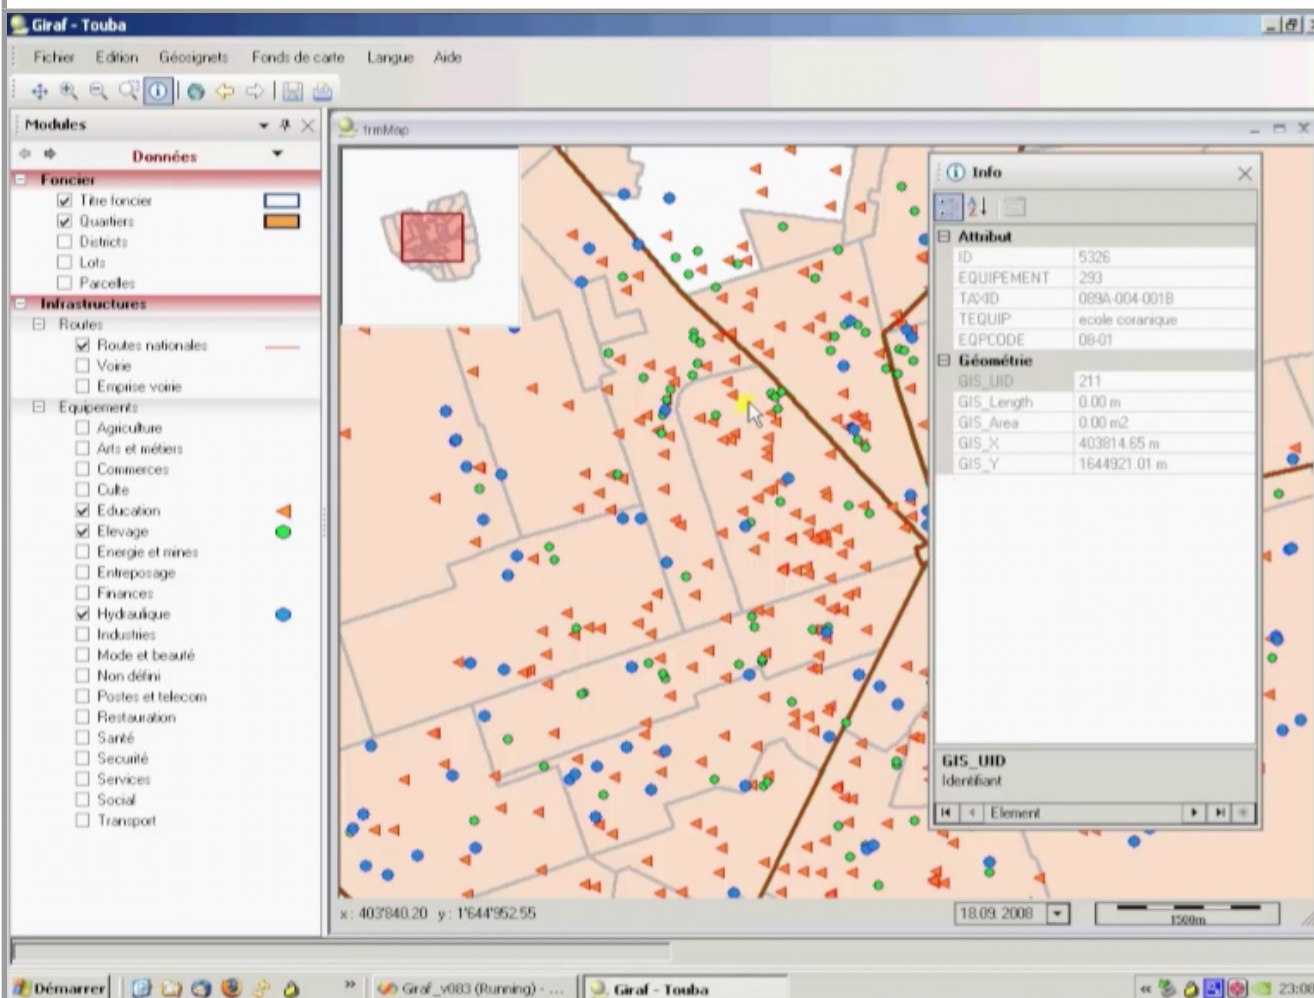 Giraf - Touba
Fichier Edition Géosignets Fonds de carte Langue Aide
Modules
Données
Foncier
Titre foncier
Quartiers
Districts
Lots
Parcelles
Infrastructures
Routes
Routes nationales
Voirie
Emprise voirie
Equipements
Agriculture
Arts et métiers
Commerces
Culte
Education
Elevage
Energie et mines
Entreposage
Finances
Hydraulique
Industries
Mode et beauté
Non défini
Postes et telecom
Restauration
Santé
Securité
Services
Social
Transport
frmMap
Info
Attribut
ID 5326
EQUIPEMENT 293
TAXID 089A-004-001B
TEQUIP ecole coranique
EQPCODE 08-01
Géométrie
GIS_UID 211
GIS_Length 0.00 m
GIS_Area 0.00 m2
GIS_X 403814.65 m
GIS_Y 1644921.01 m
GIS_UID
Identifiant
Element
x : 403'840.20 y : 1'644'952.55
18.09.2008
1500m
Démarrer
Giraf_v083 (Running) - ...
Giraf - Touba